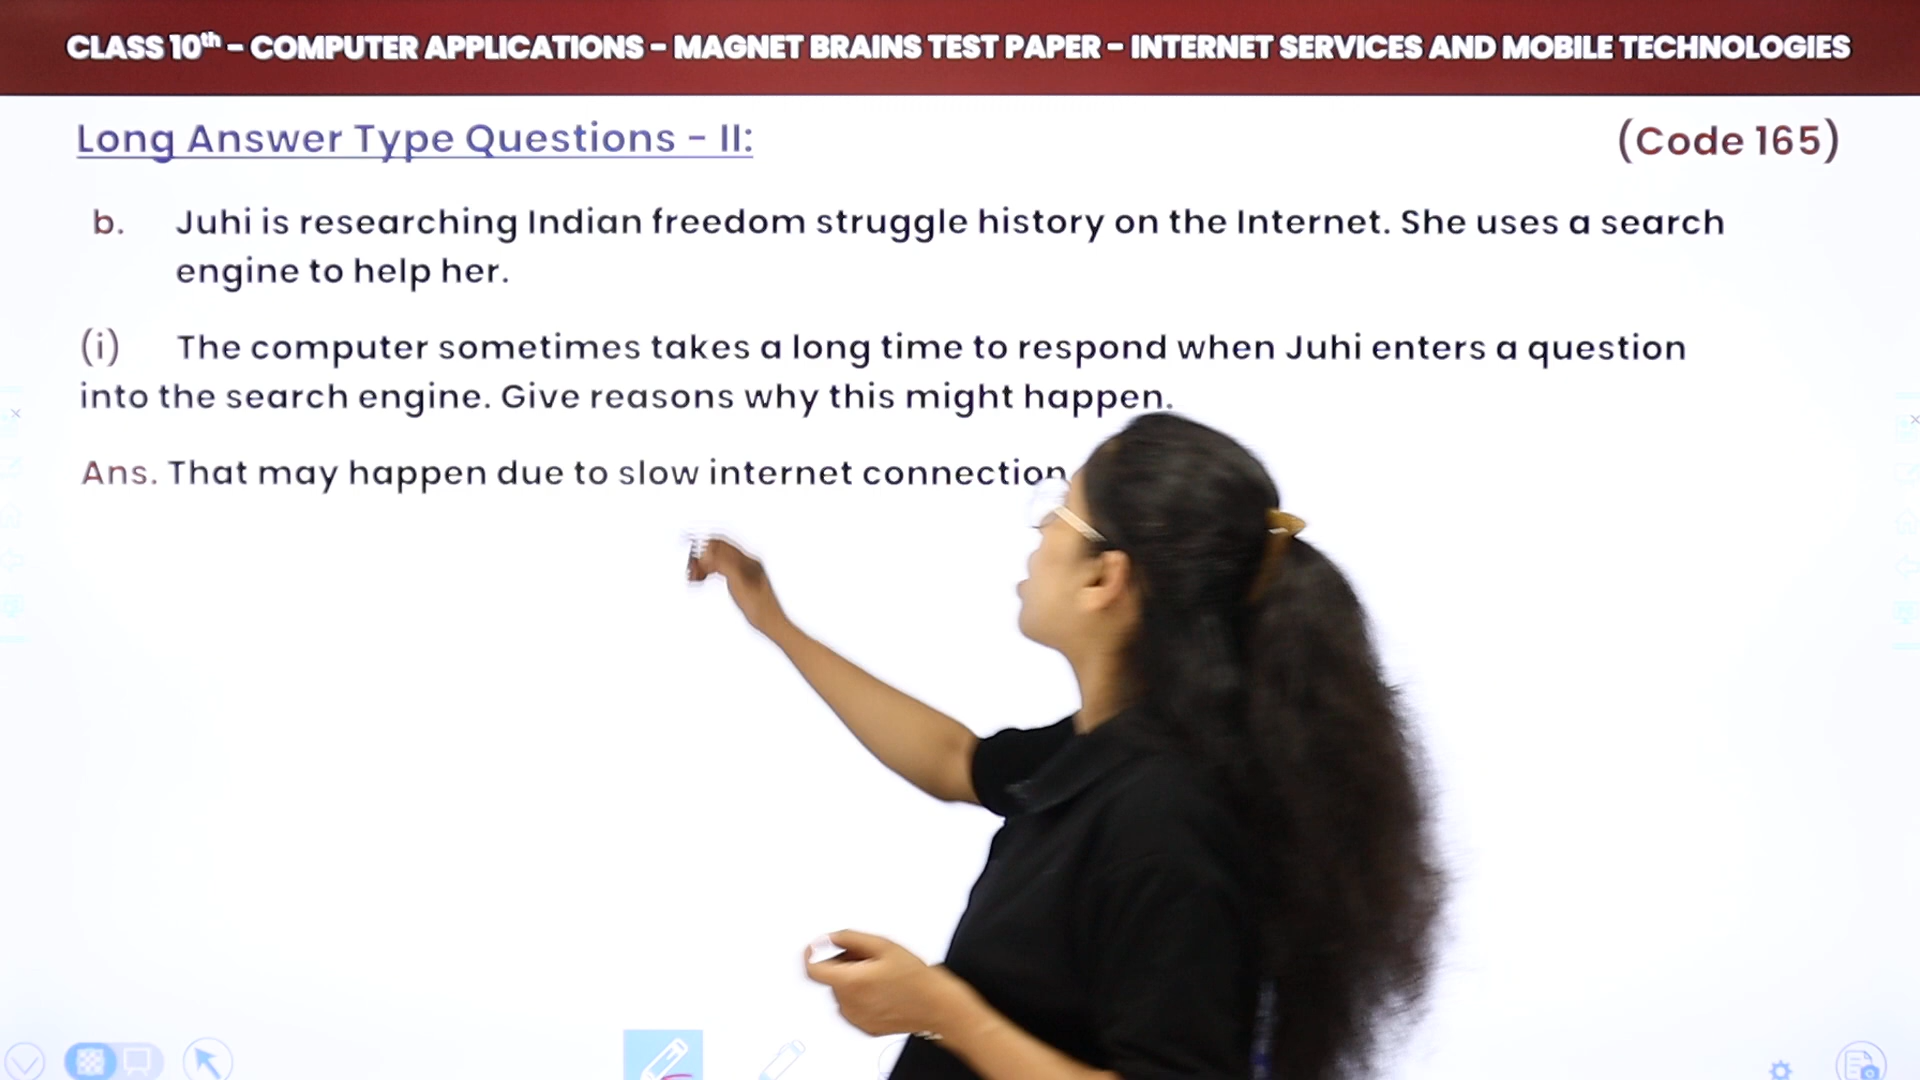 CLASS 10th - COMPUTER APPLICATIONS - MAGNET BRAINS TEST PAPER - INTERNET SERVICES AND MOBILE TECHNOLOGIES
Long Answer Type Questions - II:
(Code 165)
b. Juhi is researching Indian freedom struggle history on the Internet. She uses a search
engine to help her.
(i) The computer sometimes takes a long time to respond when Juhi enters a question
into the search engine. Give reasons why this might happen.
Ans. That may happen due to slow internet connection